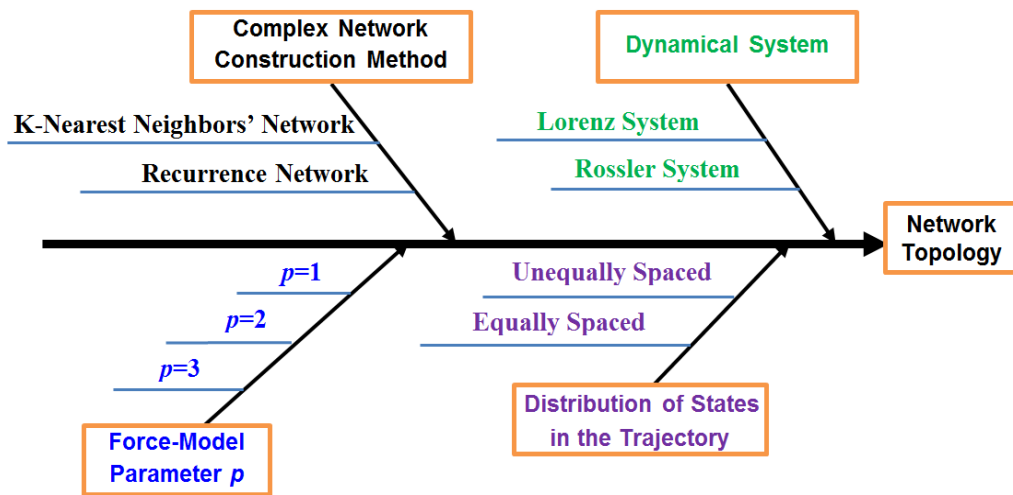 Complex Network
Construction Method
Dynamical System
K-Nearest Neighbors’ Network
Recurrence Network
Lorenz System
Rossler System
Network
Topology
p=1
p=2
p=3
Unequally Spaced
Equally Spaced
Force-Model
Parameter p
Distribution of States
in the Trajectory